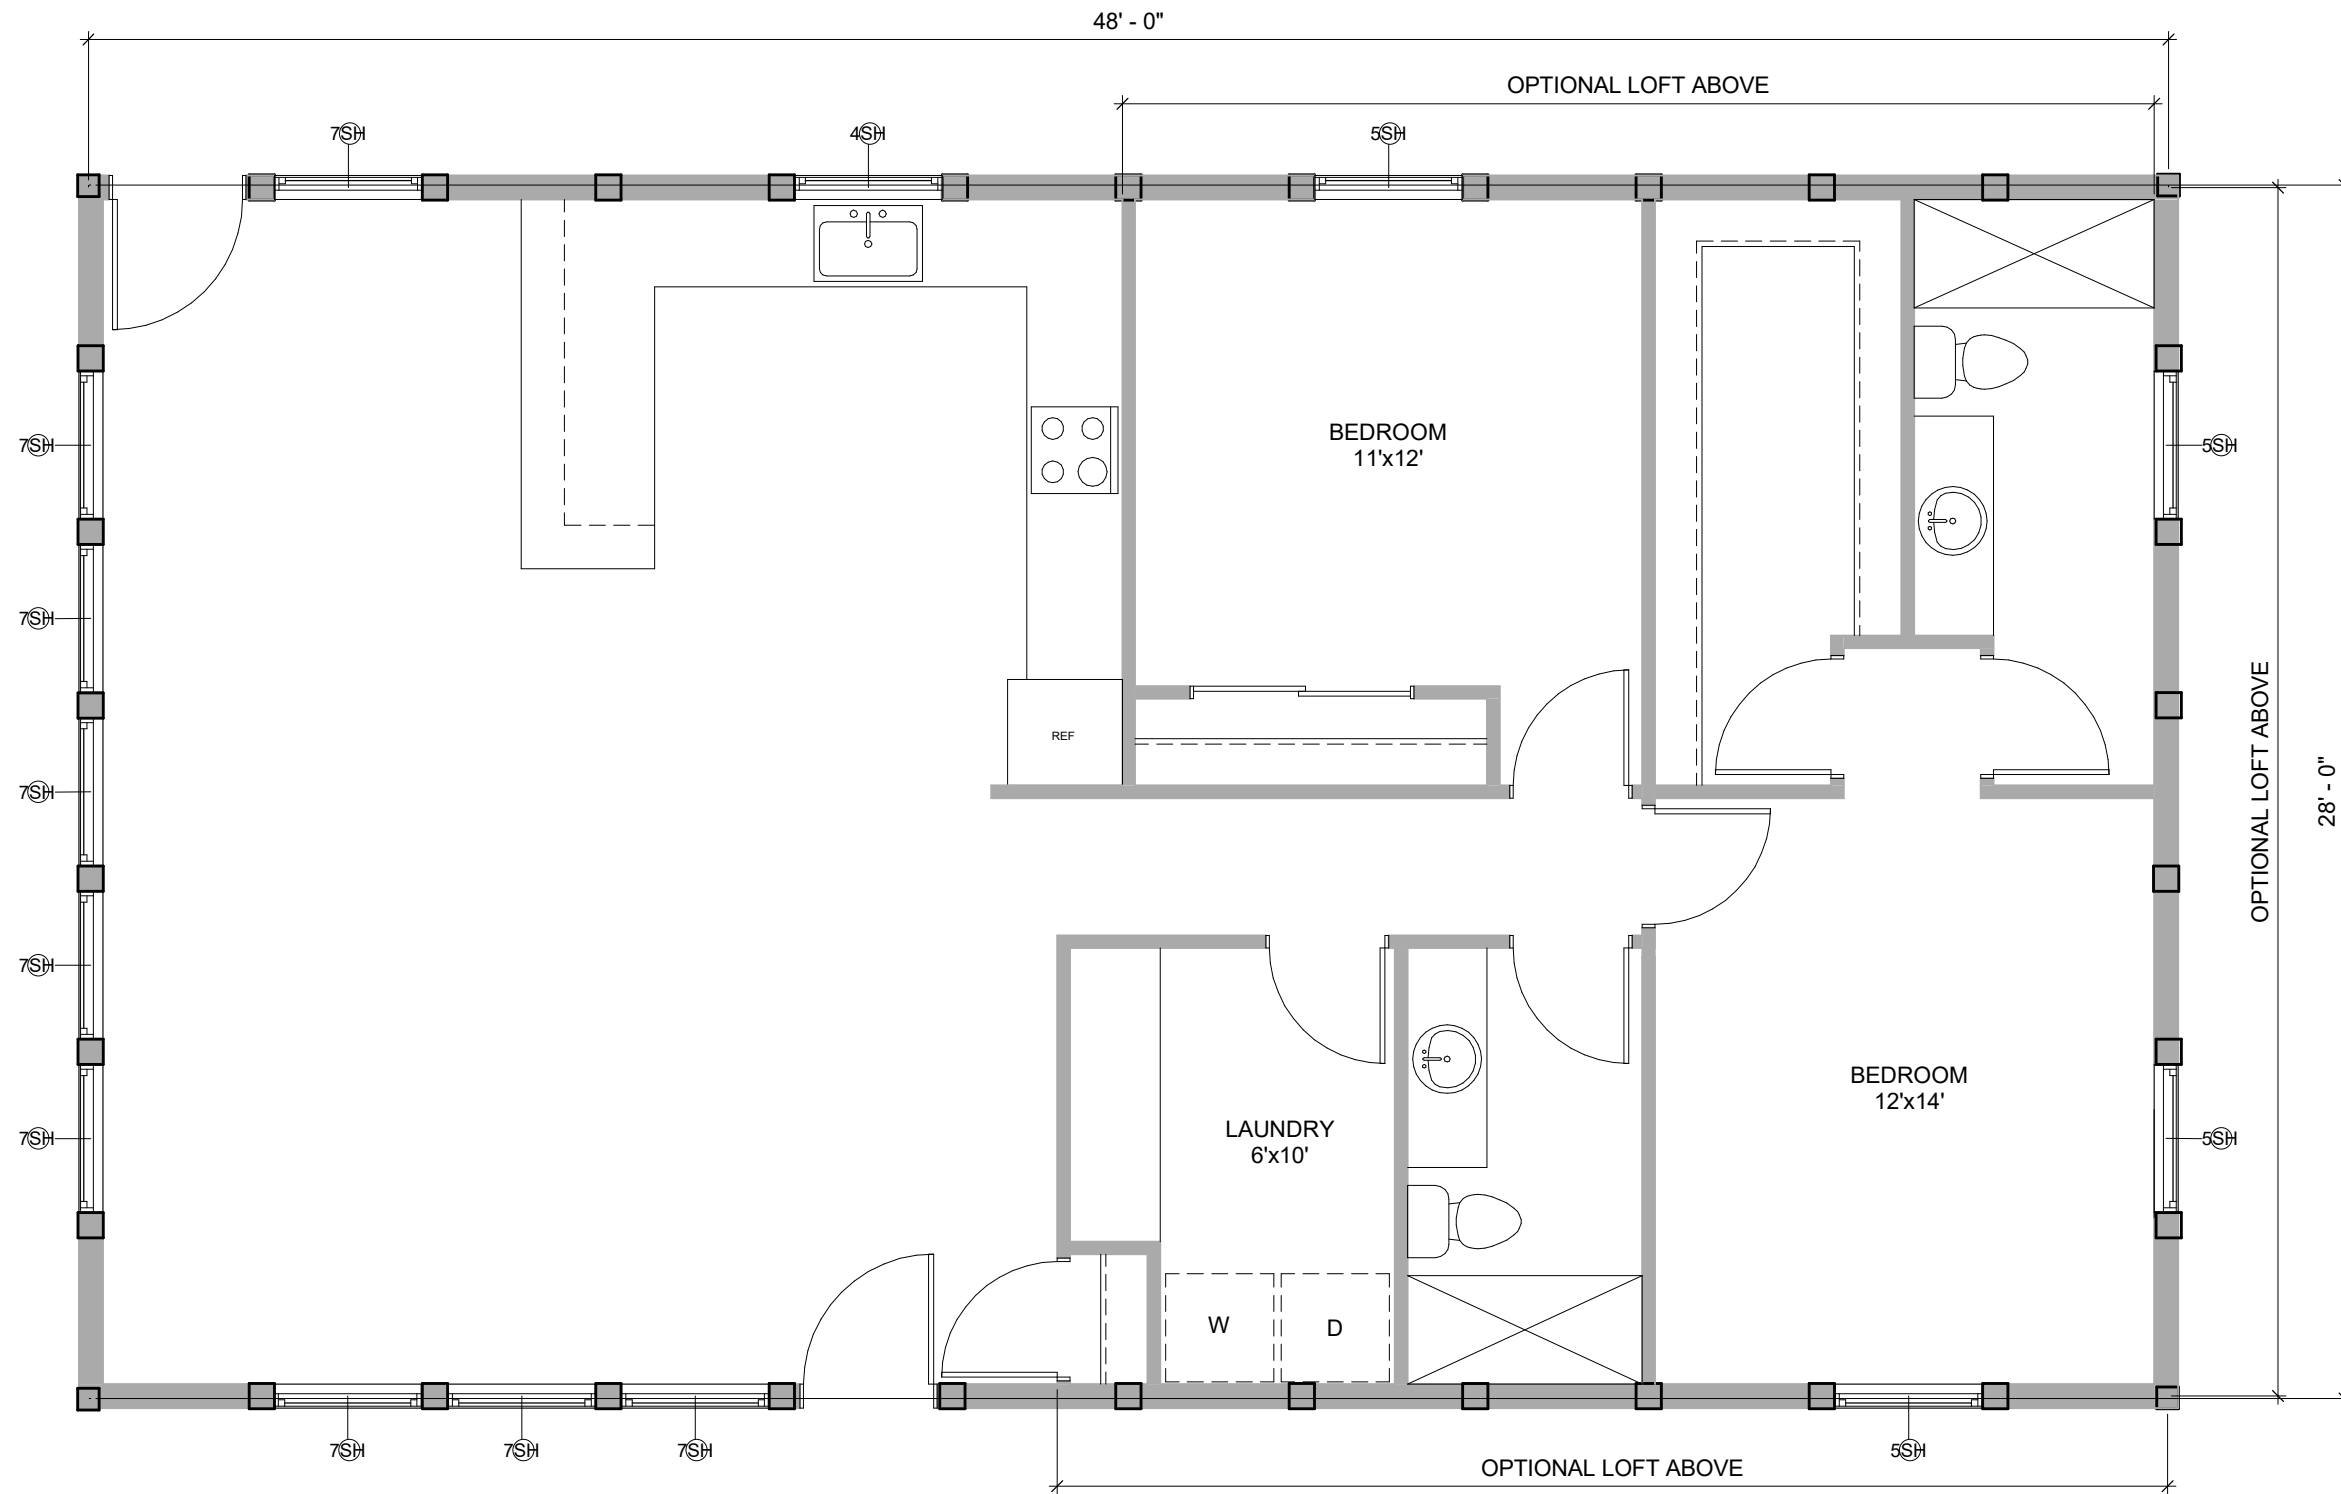 48' - 0"
OPTIONAL LOFT ABOVE
7SH
4SH
5SH
BEDROOM
11'x12'
7SH
5SH
7SH
REF
7SH
OPTIONAL LOFT ABOVE
28' - 0"
7SH
BEDROOM
12'x14'
LAUNDRY
6'x10'
7SH
5SH
W
D
7SH
7SH
7SH
5SH
OPTIONAL LOFT ABOVE